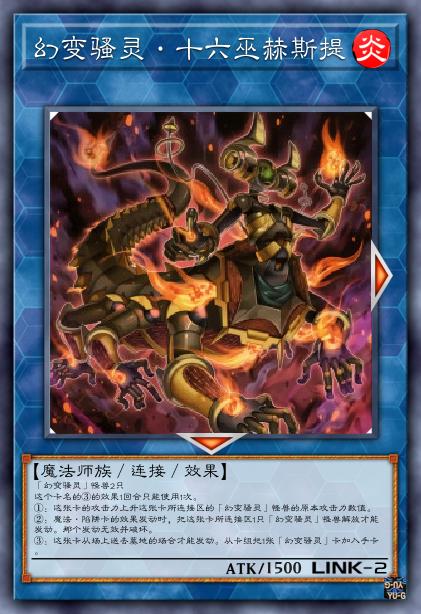 幻变骚灵·十六巫赫斯提
炎
【魔法师族／连接／效果】
「幻变骚灵」怪兽2只
这个卡名的③的效果1回合只能使用1次。
①：这张卡的攻击力上升这张卡所连接区的「幻变骚灵」怪兽的原本攻击力数值。
②：魔法·陷阱卡的效果发动时，把这张卡所连接区1只「幻变骚灵」怪兽解放才能
发动。那个发动无效并破坏。
③：这张卡从场上送去墓地的场合才能发动。从卡组把1张「幻变骚灵」卡加入手卡
。
ATK/1500 LINK-2